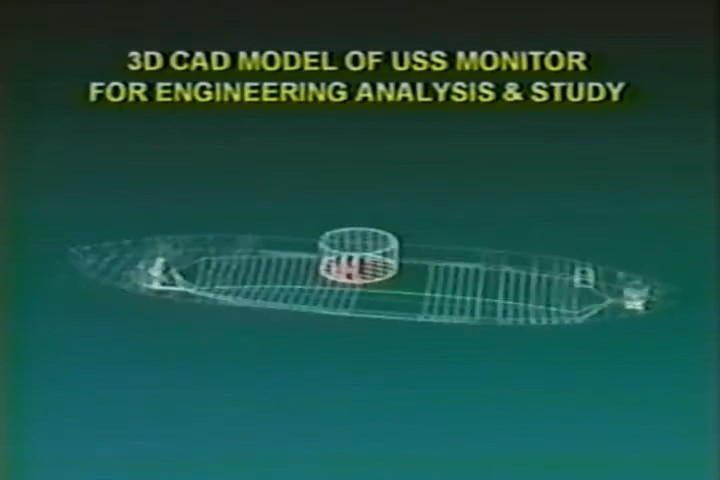 3D CAD MODEL OF USS MONITOR
FOR ENGINEERING ANALYSIS & STUDY